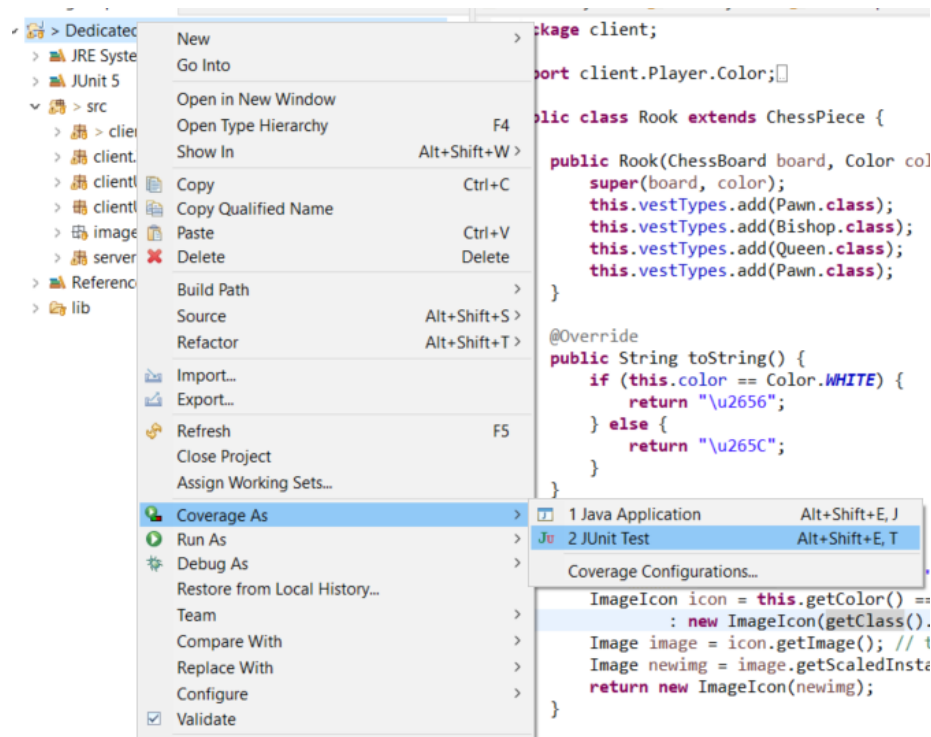 > Dedicated
> JRE Syste
> JUnit 5
> src
> > clien
> client.
> clientU
> clientU
> image
> server
> Referenc
> lib
New >
Go Into
Open in New Window
Open Type Hierarchy F4
Show In Alt+Shift+W >
Copy Ctrl+C
Copy Qualified Name
Paste Ctrl+V
Delete Delete
Build Path >
Source Alt+Shift+S >
Refactor Alt+Shift+T >
Import...
Export...
Refresh F5
Close Project
Assign Working Sets...
Coverage As >
Run As >
Debug As >
Restore from Local History...
Team >
Compare With >
Replace With >
Configure >
Validate
1 Java Application Alt+Shift+E, J
Ju 2 JUnit Test Alt+Shift+E, T
Coverage Configurations...
kage client;
port client.Player.Color;
blic class Rook extends ChessPiece {
public Rook(ChessBoard board, Color col
super(board, color);
this.vestTypes.add(Pawn.class);
this.vestTypes.add(Bishop.class);
this.vestTypes.add(Queen.class);
this.vestTypes.add(Pawn.class);
}
@Override
public String toString() {
if (this.color == Color.WHITE) {
return "\u2656";
} else {
return "\u265C";
}
}
ImageIcon icon = this.getColor() ==
: new ImageIcon(getClass().
Image image = icon.getImage(); // t
Image newimg = image.getScaledInsta
return new ImageIcon(newimg);
}